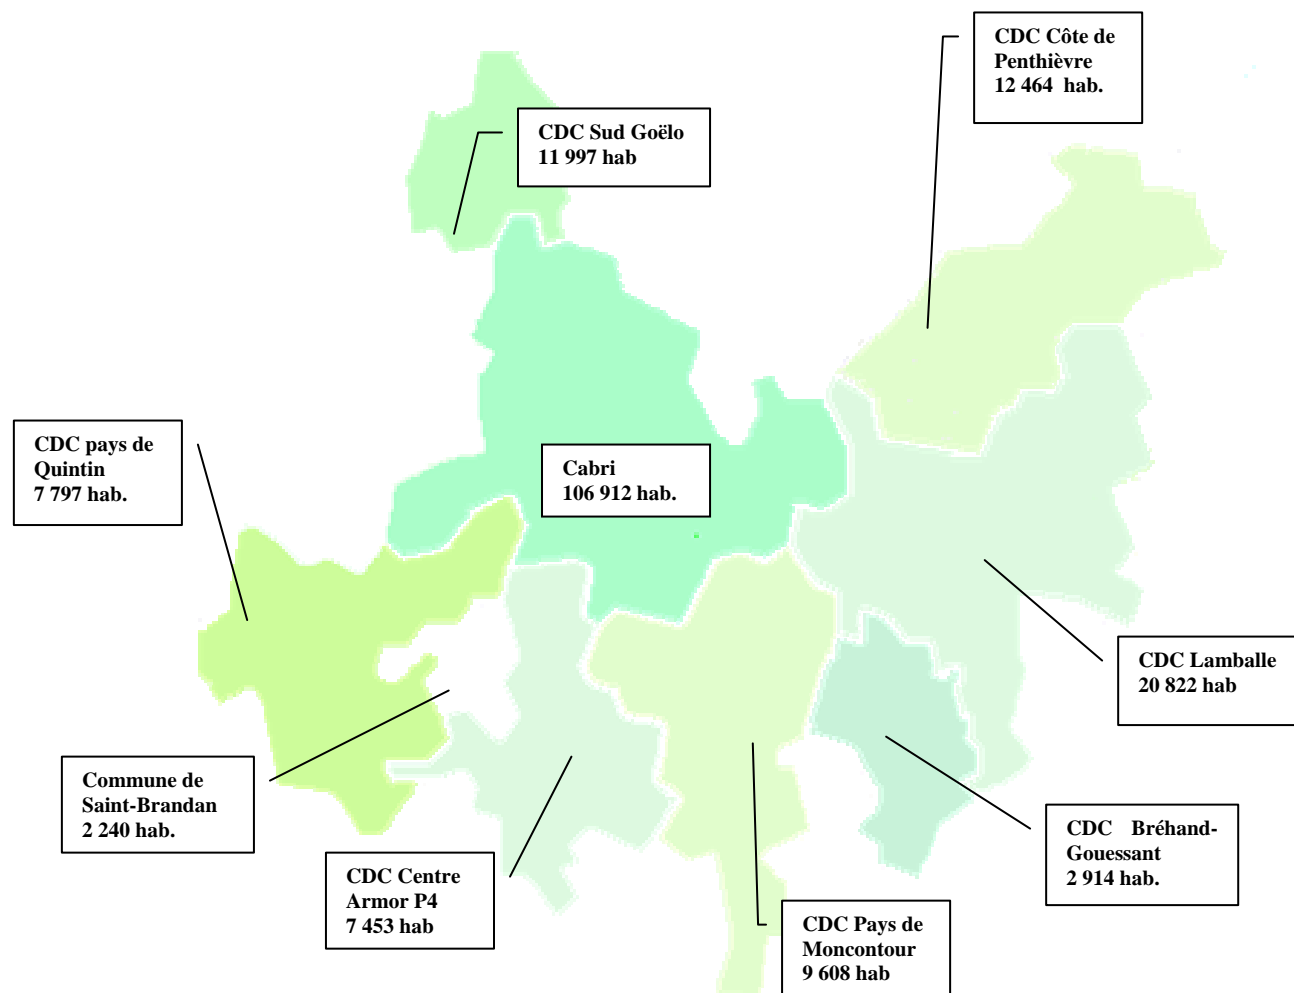 CDC Côte de
Penthièvre
12 464 hab.
CDC Sud Goëlo
11 997 hab
CDC pays de
Quintin
7 797 hab.
Cabri
106 912 hab.
CDC Lamballe
20 822 hab
Commune de
Saint-Brandan
2 240 hab.
CDC Bréhand-
Gouessant
2 914 hab.
CDC Centre
Armor P4
7 453 hab
CDC Pays de
Moncontour
9 608 hab